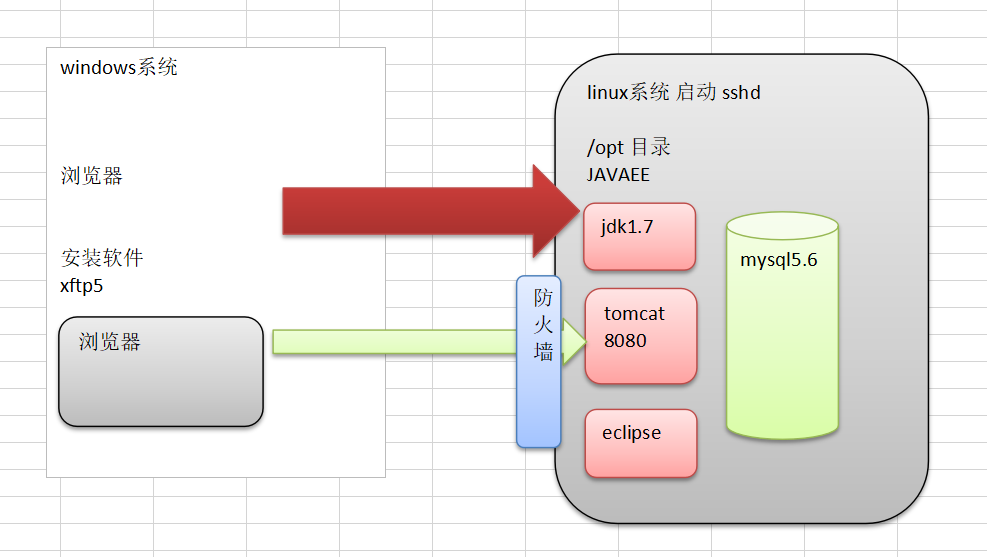 windows系统
浏览器
安装软件
xftp5
浏览器
防
火
墙
linux系统 启动 sshd
/opt 目录
JAVAEE
jdk1.7
tomcat
8080
eclipse
mysql5.6